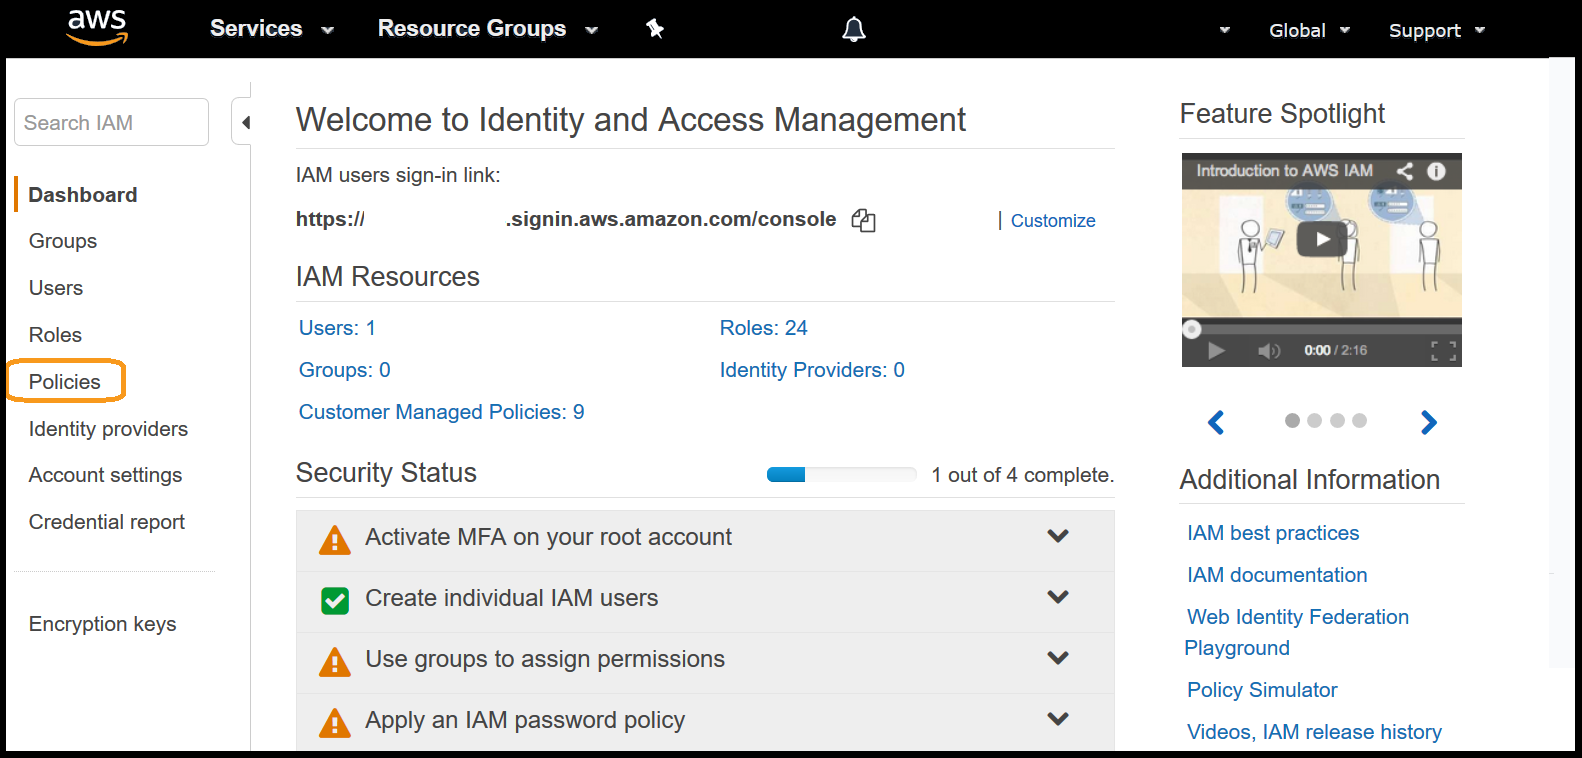 aws
Services
Resource Groups
Global
Support
Search IAM
Dashboard
Groups
Users
Roles
Policies
Identity providers
Account settings
Credential report
Encryption keys
Welcome to Identity and Access Management
IAM users sign-in link:
https:// .signin.aws.amazon.com/console | Customize
IAM Resources
Users: 1
Roles: 24
Groups: 0
Identity Providers: 0
Customer Managed Policies: 9
Security Status
1 out of 4 complete.
Activate MFA on your root account
Create individual IAM users
Use groups to assign permissions
Apply an IAM password policy
Feature Spotlight
Introduction to AWS IAM
0:00 / 2:16
Additional Information
IAM best practices
IAM documentation
Web Identity Federation
Playground
Policy Simulator
Videos, IAM release history